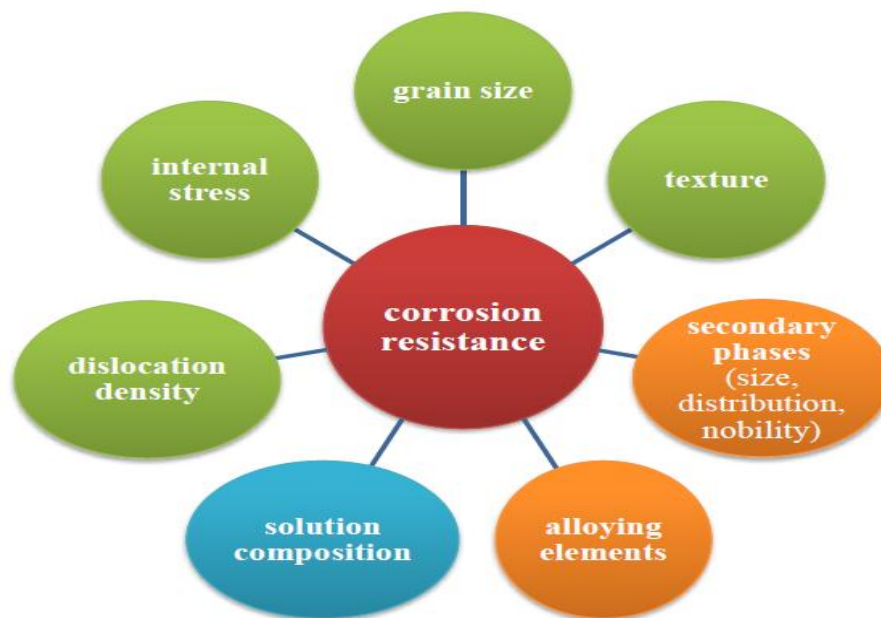 grain size
internal
stress
texture
corrosion
resistance
secondary
phases
(size,
distribution,
nobility)
dislocation
density
solution
composition
alloying
elements